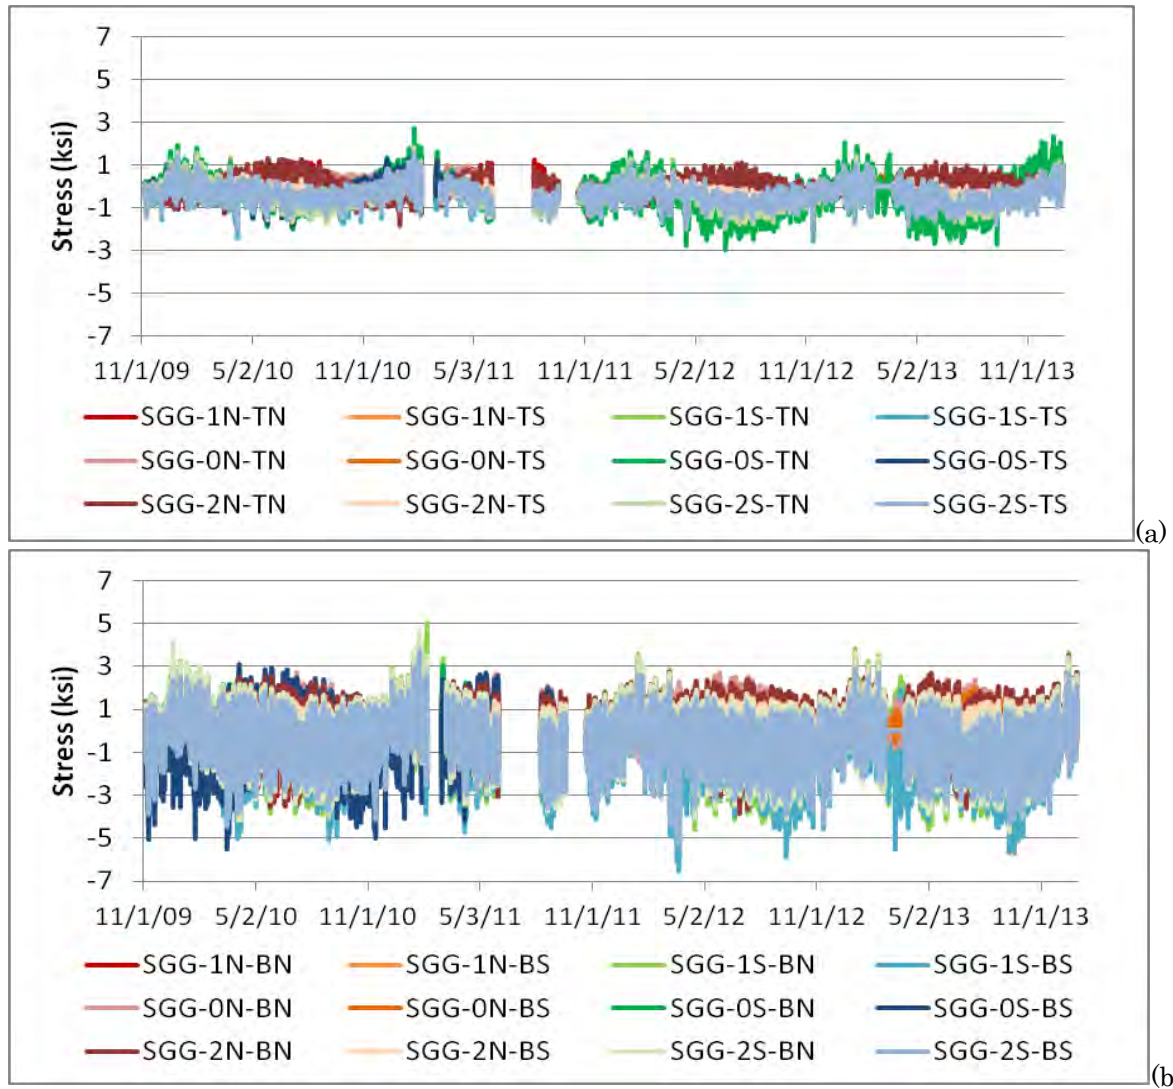 7
5
3
1
-1
-3
-5
-7
Stress (ksi)
11/1/09 5/2/10 11/1/10 5/3/11 11/1/11 5/2/12 11/1/12 5/2/13 11/1/13
SGG-1N-TN SGG-1N-TS SGG-1S-TN SGG-1S-TS
SGG-0N-TN SGG-0N-TS SGG-0S-TN SGG-0S-TS
SGG-2N-TN SGG-2N-TS SGG-2S-TN SGG-2S-TS
(a)
7
5
3
1
-1
-3
-5
-7
Stress (ksi)
11/1/09 5/2/10 11/1/10 5/3/11 11/1/11 5/2/12 11/1/12 5/2/13 11/1/13
SGG-1N-BN SGG-1N-BS SGG-1S-BN SGG-1S-BS
SGG-0N-BN SGG-0N-BS SGG-0S-BN SGG-0S-BS
SGG-2N-BN SGG-2N-BS SGG-2S-BN SGG-2S-BS
(b